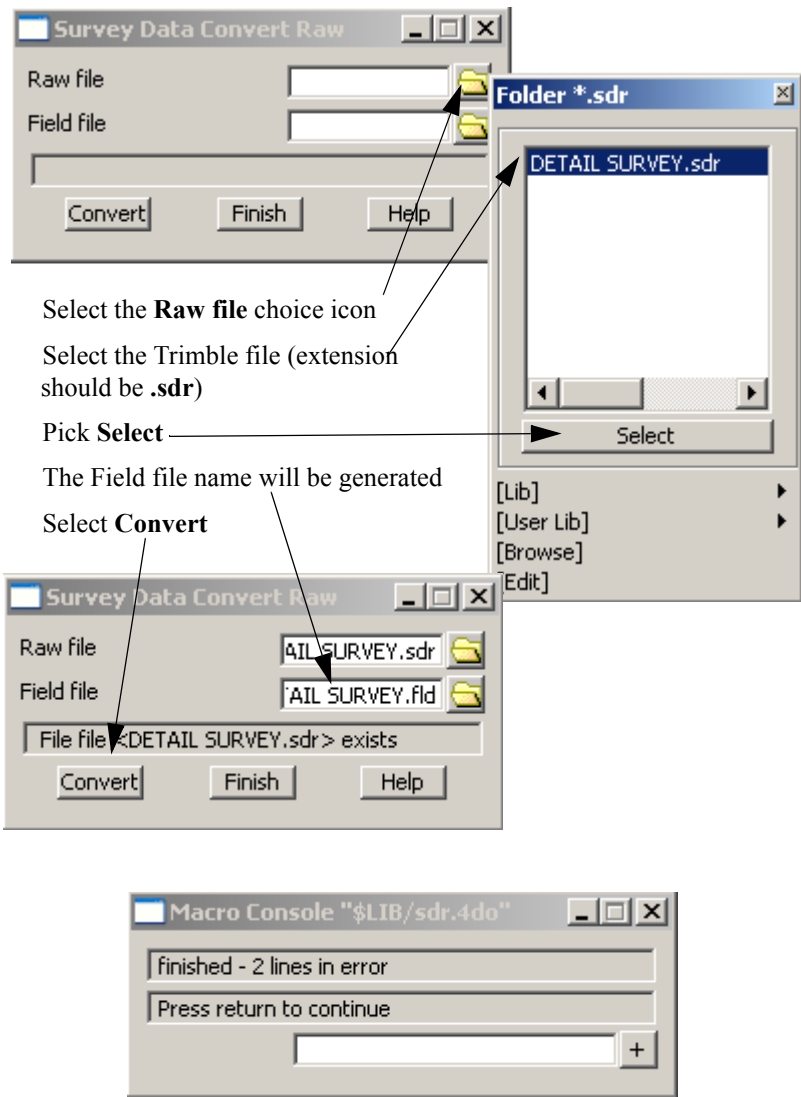 Survey Data Convert Raw
Raw file
Field file
Convert Finish Help
Folder *.sdr
DETAIL SURVEY.sdr
Select
[Lib]
[User Lib]
[Browse]
[Edit]
Select the Raw file choice icon
Select the Trimble file (extension
should be .sdr)
Pick Select
The Field file name will be generated
Select Convert
Survey Data Convert Raw
Raw file AIL SURVEY.sdr
Field file AIL SURVEY.fld
File file <DETAIL SURVEY.sdr> exists
Convert Finish Help
Macro Console "$LIB/sdr.4do"
finished - 2 lines in error
Press return to continue
+